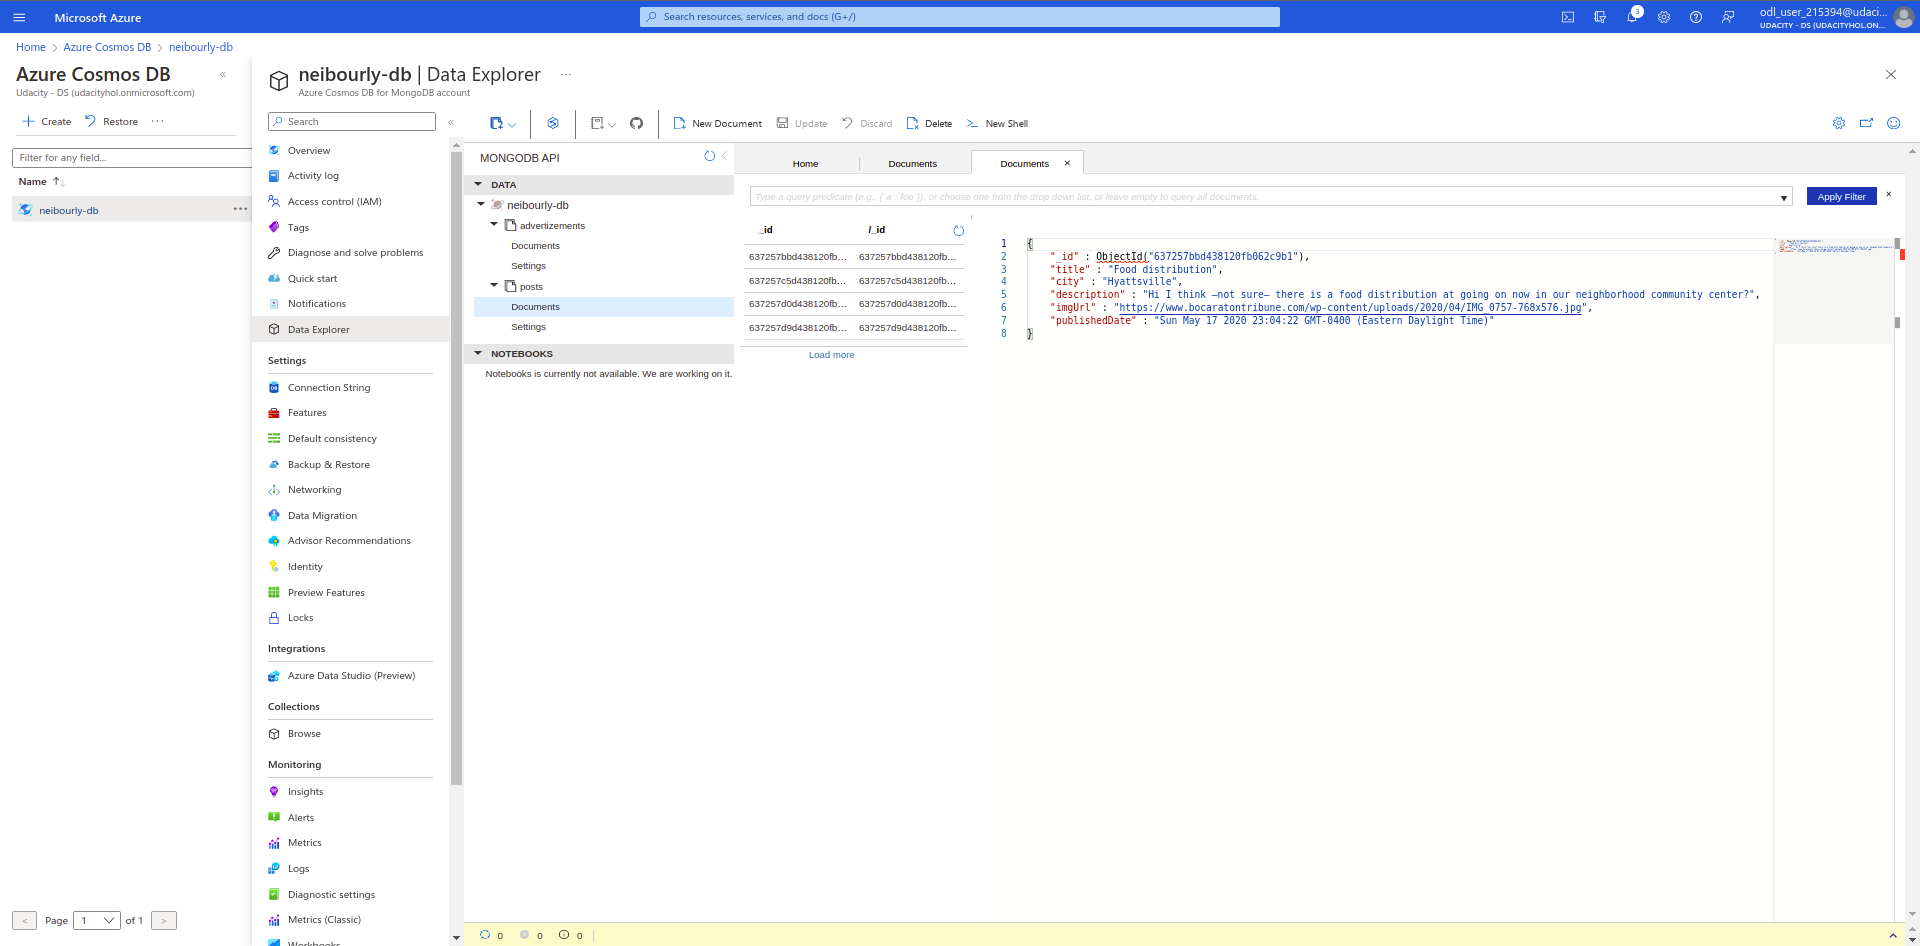 Microsoft Azure
Search resources, services, and docs (G+/)
3
odl_user_215394@udaci...
UDACITY - DS (UDACITYHOL.ON...
Home > Azure Cosmos DB > neibourly-db
Azure Cosmos DB
Udacity - DS (udacityhol.onmicrosoft.com)
Create Restore ...
Filter for any field...
Name
neibourly-db ...
< Page 1 of 1 >
neibourly-db | Data Explorer ...
Azure Cosmos DB for MongoDB account
Search
Overview
Activity log
Access control (IAM)
Tags
Diagnose and solve problems
Quick start
Notifications
Data Explorer
Settings
Connection String
Features
Default consistency
Backup & Restore
Networking
Data Migration
Advisor Recommendations
Identity
Preview Features
Locks
Integrations
Azure Data Studio (Preview)
Collections
Browse
Monitoring
Insights
Alerts
Metrics
Logs
Diagnostic settings
Metrics (Classic)
Workbooks
New Document Update Discard Delete New Shell
MONGODB API
DATA
neibourly-db
advertizements
Documents
Settings
posts
Documents
Settings
NOTEBOOKS
Notebooks is currently not available. We are working on it.
Home Documents Documents
Type a query predicate (e.g., {´a´:´foo´}), or choose one from the drop down list, or leave empty to query all documents.
Apply Filter
_id /_id
637257bbd438120fb... 637257bbd438120fb...
637257c5d438120fb... 637257c5d438120fb...
637257d0d438120fb... 637257d0d438120fb...
637257d9d438120fb... 637257d9d438120fb...
Load more
1 {
2 "_id" : ObjectId("637257bbd438120fb062c9b1"),
3 "title" : "Food distribution",
4 "city" : "Hyattsville",
5 "description" : "Hi I think –not sure– there is a food distribution at going on now in our neighborhood community center?",
6 "imgUrl" : "https://www.bocaratontribune.com/wp-content/uploads/2020/04/IMG_0757-768x576.jpg",
7 "publishedDate" : "Sun May 17 2020 23:04:22 GMT-0400 (Eastern Daylight Time)"
8 }
0 0 0